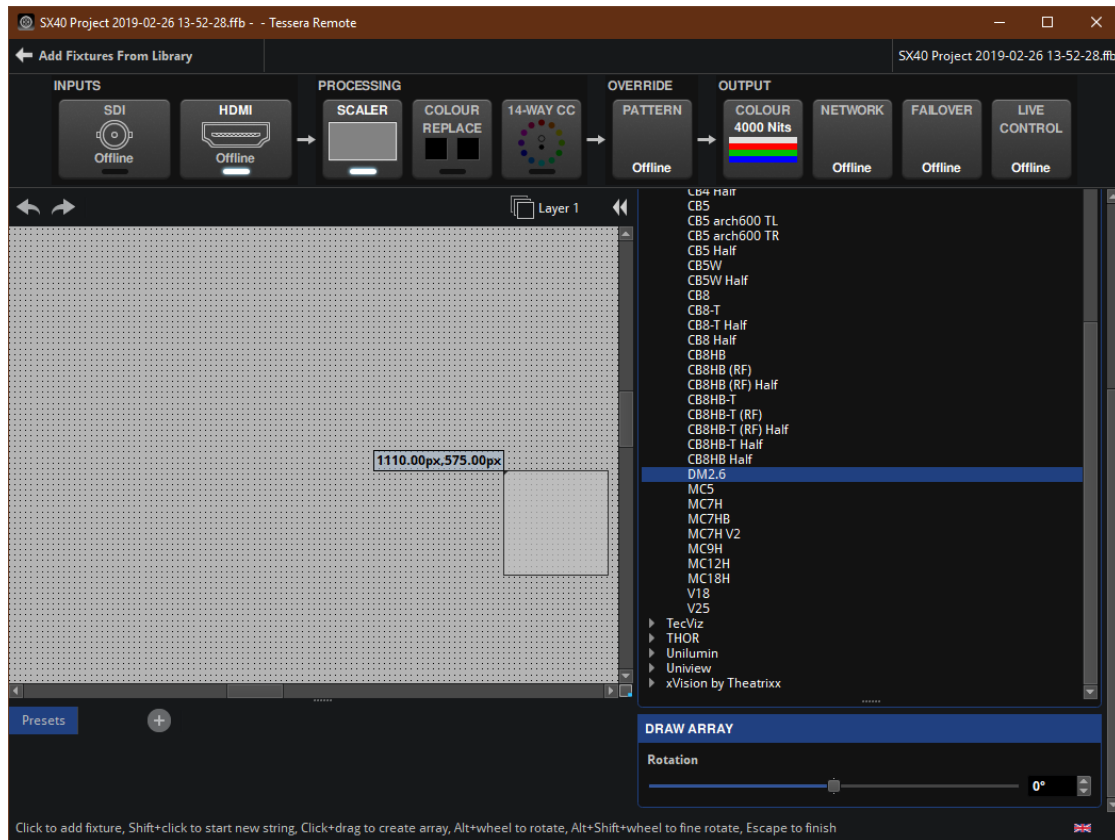 SX40 Project 2019-02-26 13-52-28.ffb - - Tessera Remote
Add Fixtures From Library
SX40 Project 2019-02-26 13-52-28.ffb
INPUTS
PROCESSING
OVERRIDE
OUTPUT
SDI
Offline
HDMI
Offline
SCALER
COLOUR
REPLACE
14-WAY CC
PATTERN
Offline
COLOUR
4000 Nits
NETWORK
Offline
FAILOVER
Offline
LIVE
CONTROL
Offline
Layer 1
1110.00px,575.00px
CB4 Half
CB5
CB5 arch600 TL
CB5 arch600 TR
CB5 Half
CB5W
CB5W Half
CB8
CB8-T
CB8-T Half
CB8 Half
CB8HB
CB8HB (RF)
CB8HB (RF) Half
CB8HB-T
CB8HB-T (RF)
CB8HB-T (RF) Half
CB8HB-T Half
CB8HB Half
DM2.6
MC5
MC7H
MC7HB
MC7H V2
MC9H
MC12H
MC18H
V18
V25
TecViz
THOR
Unilumin
Uniview
xVision by Theatrixx
Presets
DRAW ARRAY
Rotation
0°
Click to add fixture, Shift+click to start new string, Click+drag to create array, Alt+wheel to rotate, Alt+Shift+wheel to fine rotate, Escape to finish